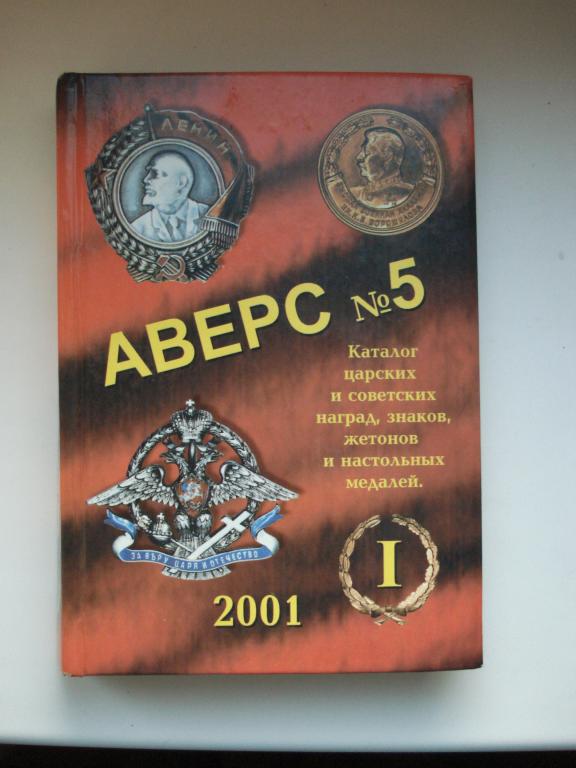 ЛЕНИН
АВЕРС №5
Каталог
царских
и советских
наград, знаков,
жетонов
и настольных
медалей.
ЗА ВѢРУ ЦАРЯ И ОТЕЧЕСТВО
I
2001